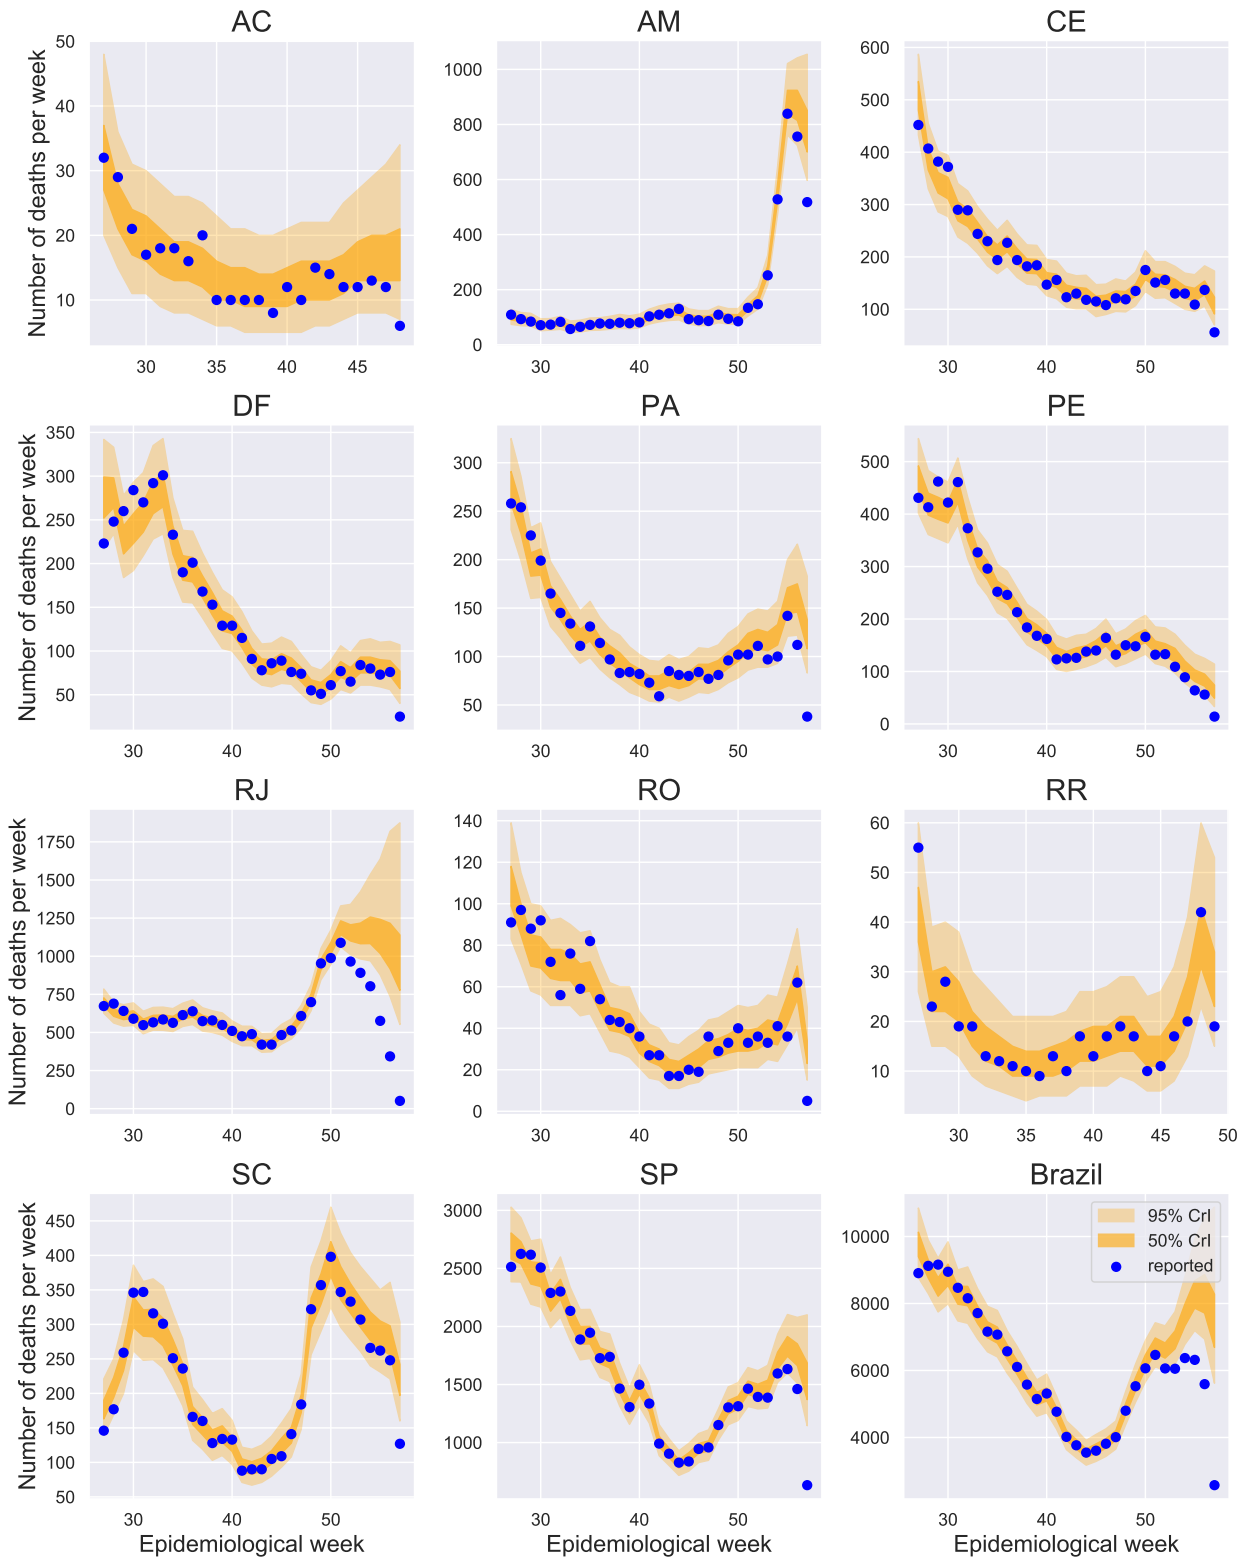 AC
AM
CE
50
40
30
20
10
Number of deaths per week
30 35 40 45
1000
800
600
400
200
0
30 40 50
600
500
400
300
200
100
30 40 50
DF
PA
PE
350
300
250
200
150
100
50
Number of deaths per week
30 40 50
300
250
200
150
100
50
30 40 50
500
400
300
200
100
0
30 40 50
RJ
RO
RR
1750
1500
1250
1000
750
500
250
0
Number of deaths per week
30 40 50
140
120
100
80
60
40
20
0
30 40 50
60
50
40
30
20
10
30 35 40 45 50
SC
SP
Brazil
450
400
350
300
250
200
150
100
50
Number of deaths per week
30 40 50
Epidemiological week
3000
2500
2000
1500
1000
30 40 50
Epidemiological week
10000
8000
6000
4000
95% CrI
50% CrI
reported
30 40 50
Epidemiological week